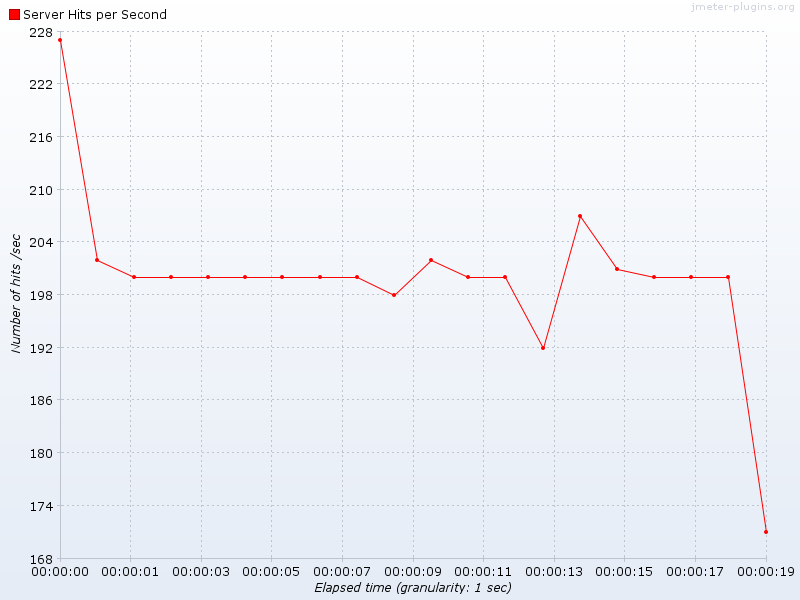 jmeter-plugins.org
Server Hits per Second
228
222
216
210
204
198
192
186
180
174
168
Number of hits /sec
00:00:00 00:00:01 00:00:03 00:00:05 00:00:07 00:00:09 00:00:11 00:00:13 00:00:15 00:00:17 00:00:19
Elapsed time (granularity: 1 sec)